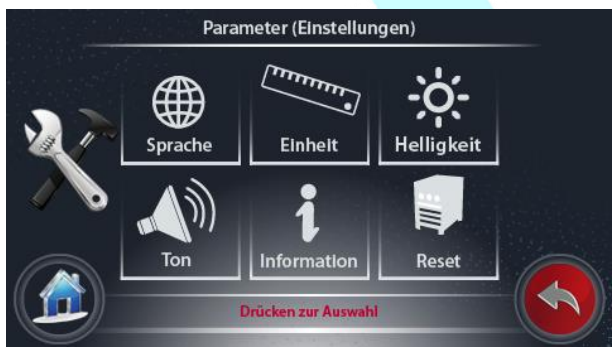 Parameter (Einstellungen)
Sprache Einheit Helligkeit
Ton Information Reset
Drücken zur Auswahl